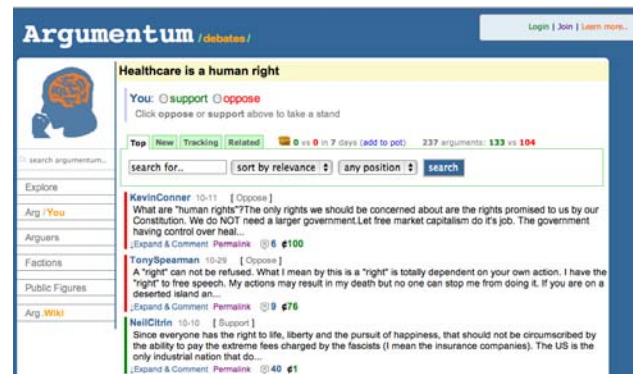 Argumentum /debates/
Login | Join | Learn more..
Healthcare is a human right
You: support oppose
Click oppose or support above to take a stand
Top New Tracking Related 0 vs 0 in 7 days (add to pot) 237 arguments: 133 vs 104
search argumentum..
search for.. sort by relevance any position search
Explore
Arg /You
Arguers
Factions
Public Figures
Arg.Wiki
KevinConner 10-11 [ Oppose ]
What are "human rights"?The only rights we should be concerned about are the rights promised to us by our
Constitution. We do NOT need a larger government.Let free market capitalism do it's job. The government
having control over heal...
↓Expand & Comment Permalink 6 ¢100
TonySpearman 10-29 [ Oppose ]
A "right" can not be refused. What I mean by this is a "right" is totally dependent on your own action. I have the
"right" to free speech. My actions may result in my death but no one can stop me from doing it. If you are on a
deserted island an...
↓Expand & Comment Permalink 9 ¢76
NeilCitrin 10-10 [ Support ]
Since everyone has the right to life, liberty and the pursuit of happiness, that should not be circumscribed by
the ability to pay the extreme fees charged by the fascists (I mean the insurance companies). The US is the
only industrial nation that do...
↓Expand & Comment Permalink 40 ¢1